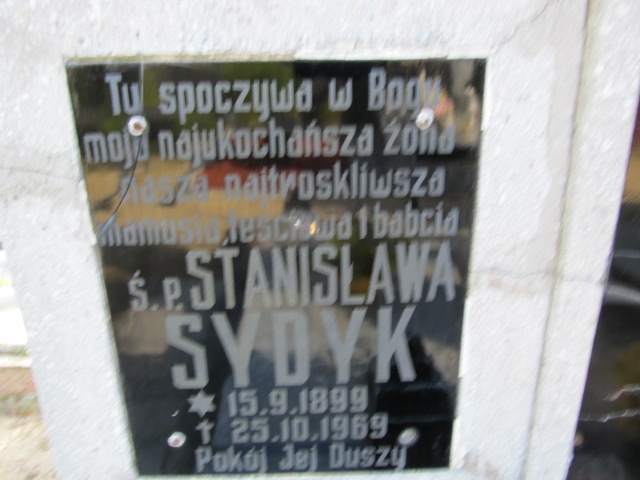 Tu spoczywa w Bogu
moja najukochańsza żona
nasza najtroskliwsza
mamusia, teściowa i babcia
ś.p. STANISŁAWA
SYDYK
✡ 15.9.1899
† 25.10.1969
Pokój Jej Duszy